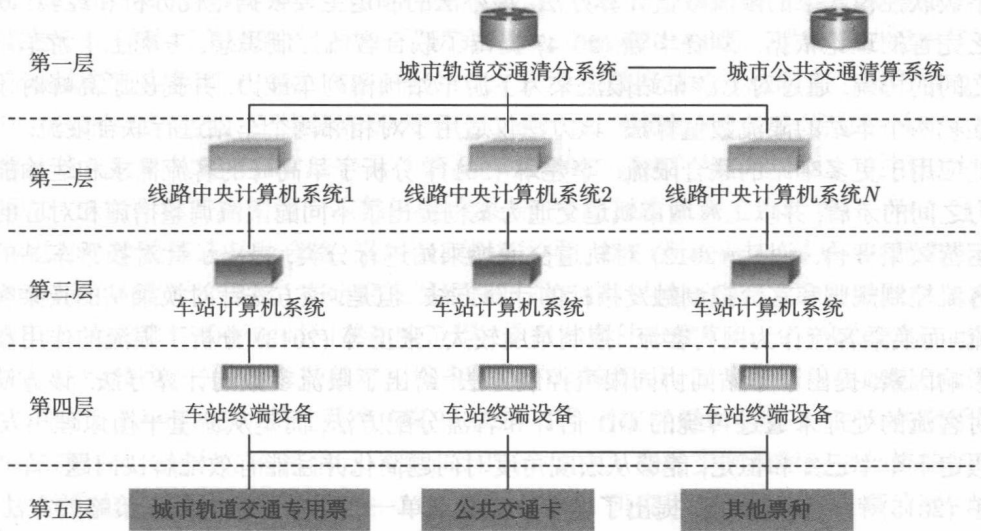 第一层
城市轨道交通清分系统 城市公共交通清算系统
第二层
线路中央计算机系统1 线路中央计算机系统2 线路中央计算机系统N
第三层
车站计算机系统 车站计算机系统 车站计算机系统
第四层
车站终端设备 车站终端设备 车站终端设备
第五层 城市轨道交通专用票 公共交通卡 其他票种